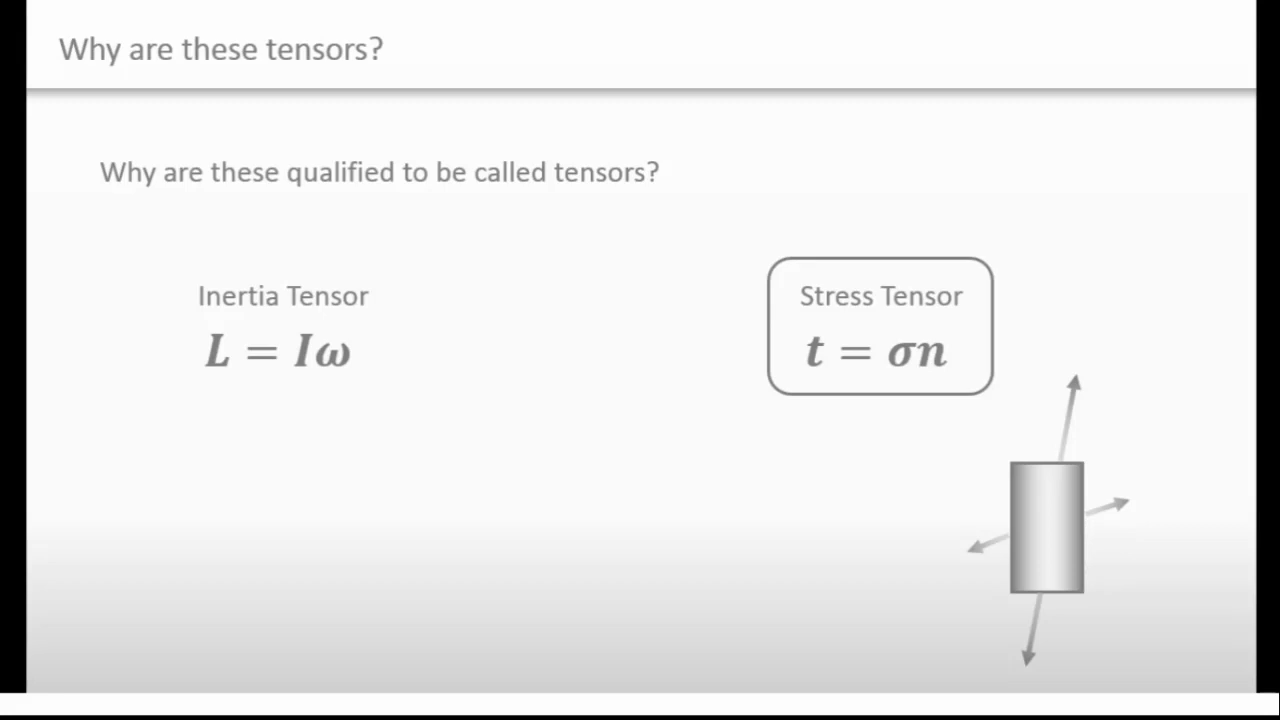 Why are these tensors?
Why are these qualified to be called tensors?
Inertia Tensor
L = Iω
Stress Tensor
t = σn